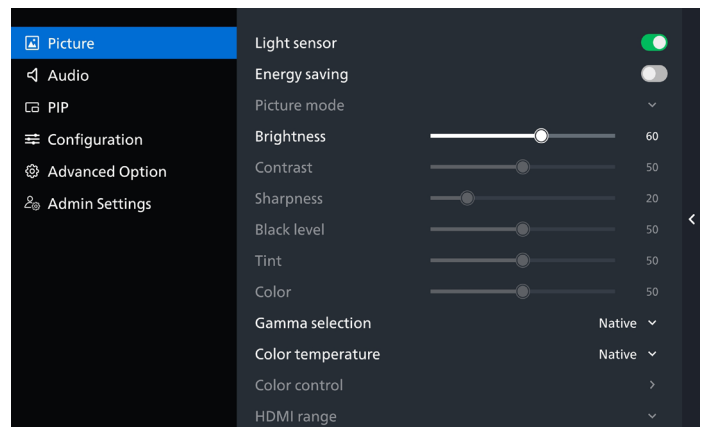 Picture
Audio
PIP
Configuration
Advanced Option
Admin Settings
Light sensor
Energy saving
Picture mode
Brightness 60
Contrast 50
Sharpness 20
Black level 50
Tint 50
Color 50
Gamma selection Native
Color temperature Native
Color control
HDMI range